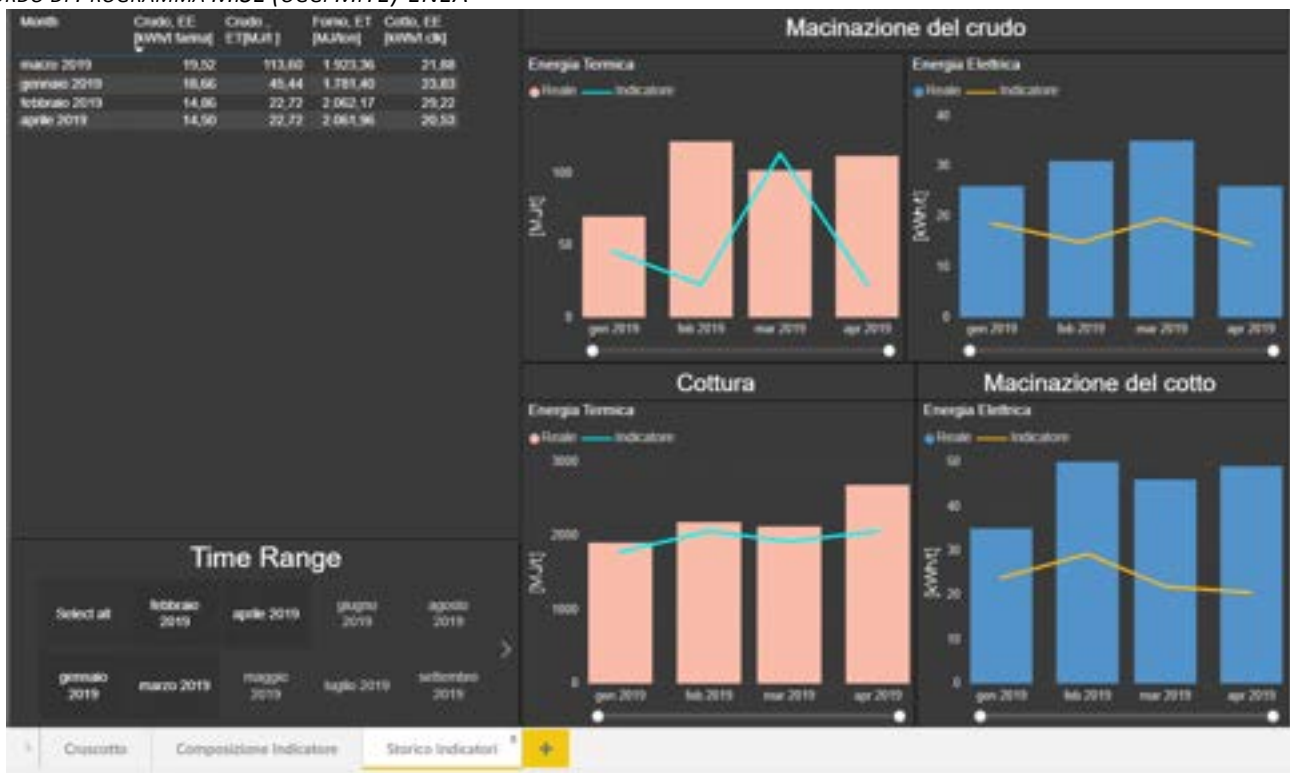 DI PROGRAMMA MISE (OGGI MITE)-ENEA
Month Crudo, EE [kWh/t farina] Crudo, ET[MJ/t] Forno, ET Cotto, EE [kWh/t clk]
marzo 2019 19,52 113,60 1.923,36 21,88
gennaio 2019 18,66 45,44 1.781,40 23,83
febbraio 2019 14,86 22,72 2.062,17 29,22
aprile 2019 14,50 22,72 2.061,96 20,53
Macinazione del crudo
Energia Termica
Reale Indicatore
100
50
0
[MJ/t]
gen 2019 feb 2019 mar 2019 apr 2019
Energia Elettrica
Reale Indicatore
40
30
20
10
0
[kWh/t]
gen 2019 feb 2019 mar 2019 apr 2019
Cottura
Energia Termica
Reale Indicatore
3000
2000
1000
0
[MJ/t]
gen 2019 feb 2019 mar 2019 apr 2019
Macinazione del cotto
Energia Elettrica
Reale Indicatore
50
40
30
20
10
0
[kWh/t]
gen 2019 feb 2019 mar 2019 apr 2019
Time Range
Select all febbraio 2019 aprile 2019 giugno 2019 agosto 2019
gennaio 2019 marzo 2019 maggio 2019 luglio 2019 settembre 2019
Cruscotto Composizione Indicatore Storico Indicatori +